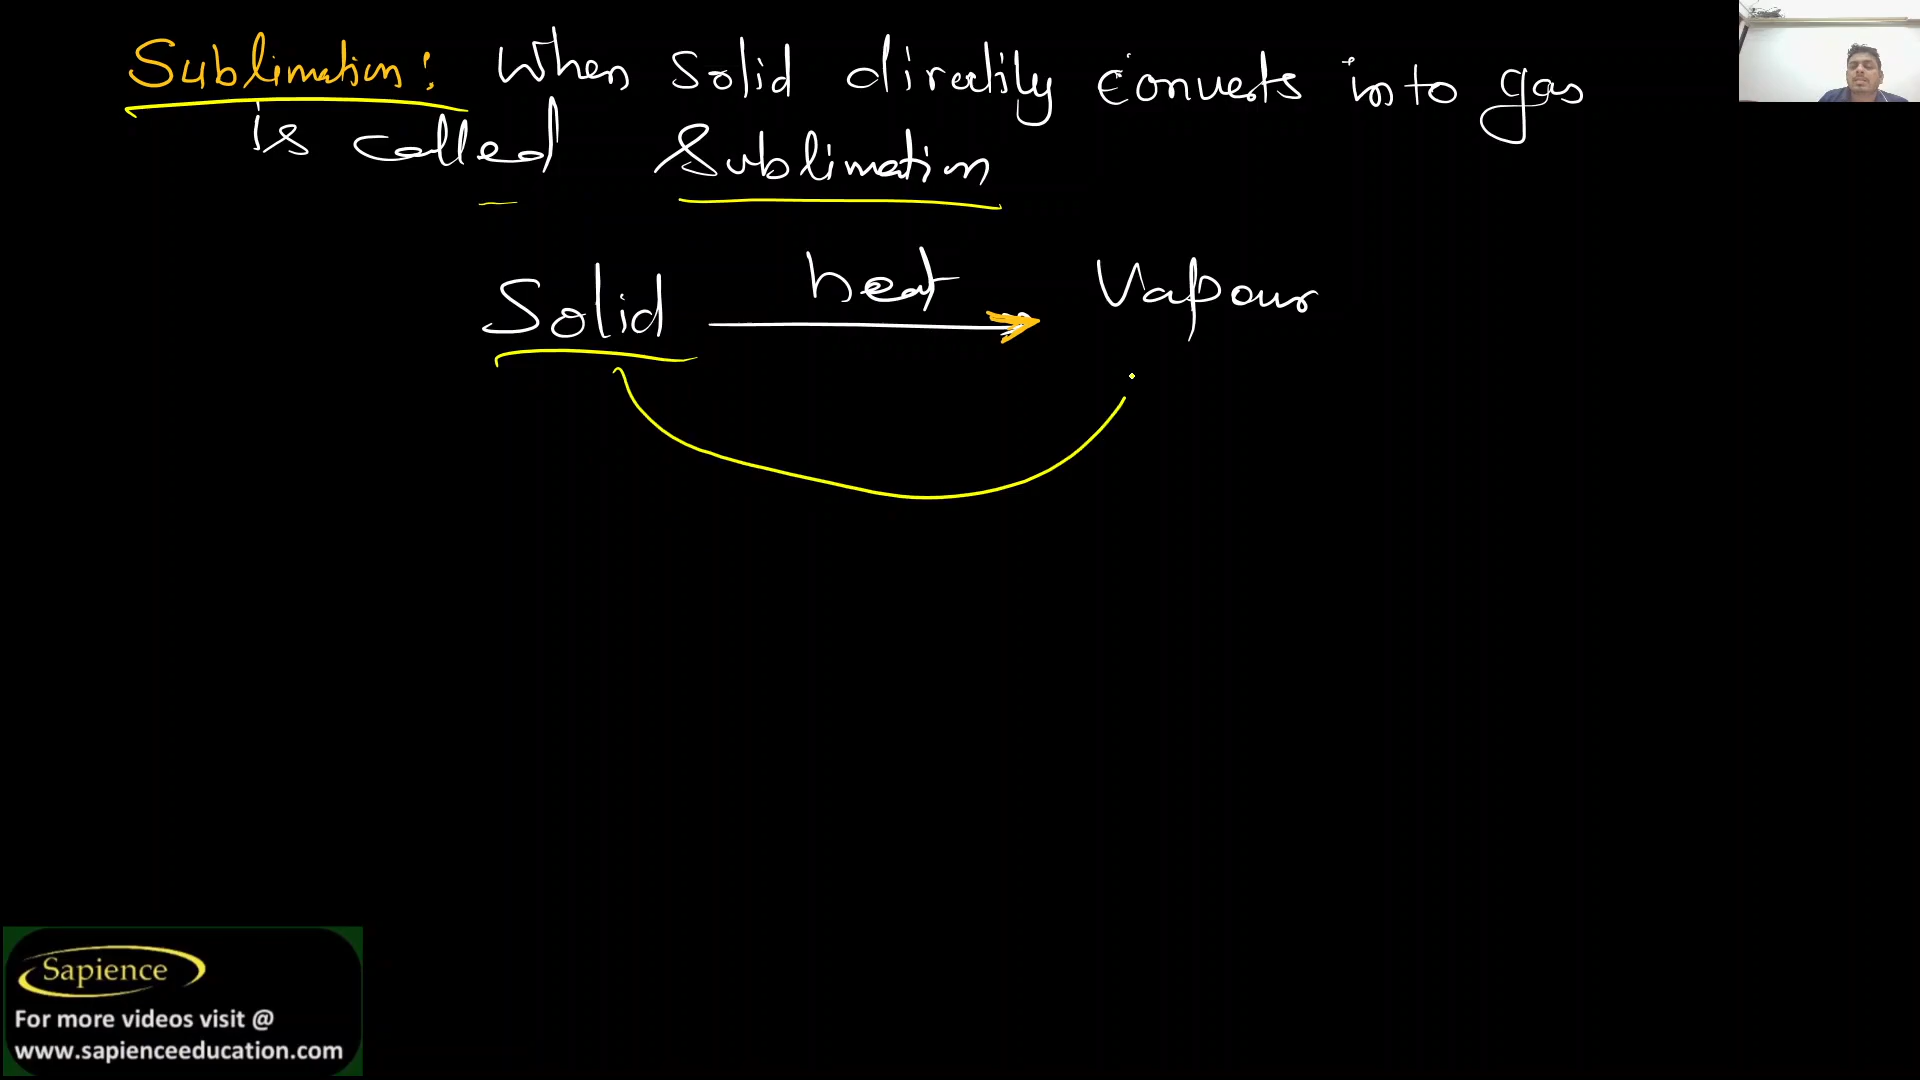 Sublimation: When Solid directily converts into gas
is called Sublimation
Solid heat Vapour
Sapience
For more videos visit @
www.sapienceeducation.com